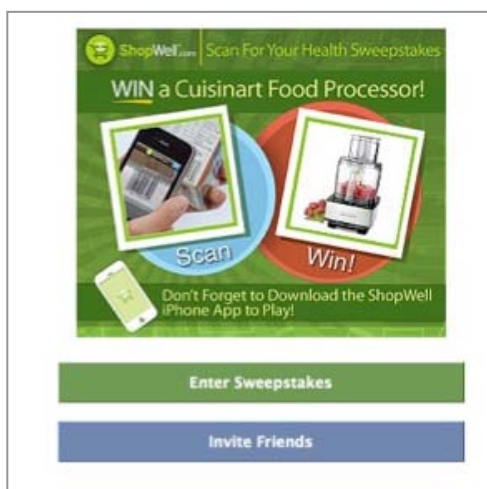 ShopWell.com Scan For Your Health Sweepstakes
WIN a Cuisinart Food Processor!
Scan
Win!
Don't Forget to Download the ShopWell
iPhone App to Play!
Enter Sweepstakes
Invite Friends